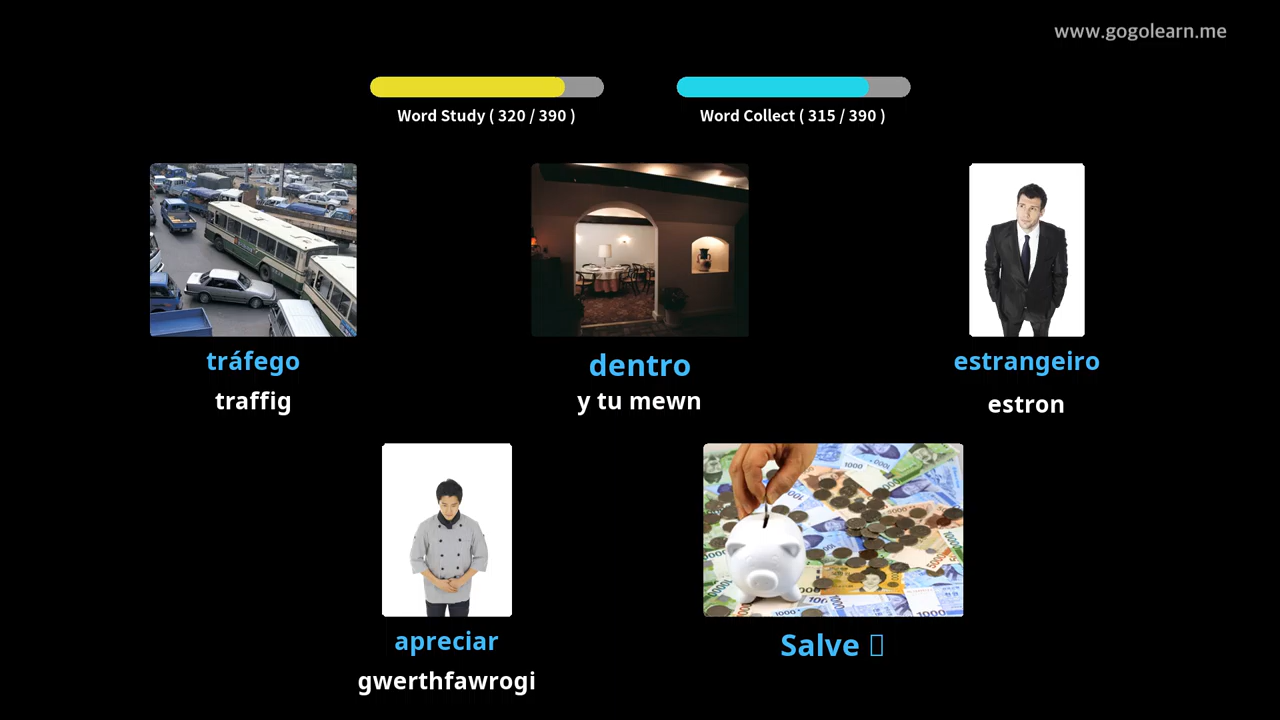 www.gogolearn.me
Word Study ( 320 / 390 )
Word Collect ( 315 / 390 )
tráfego
traffig
dentro
y tu mewn
estrangeiro
estron
apreciar
gwerthfawrogi
Salve